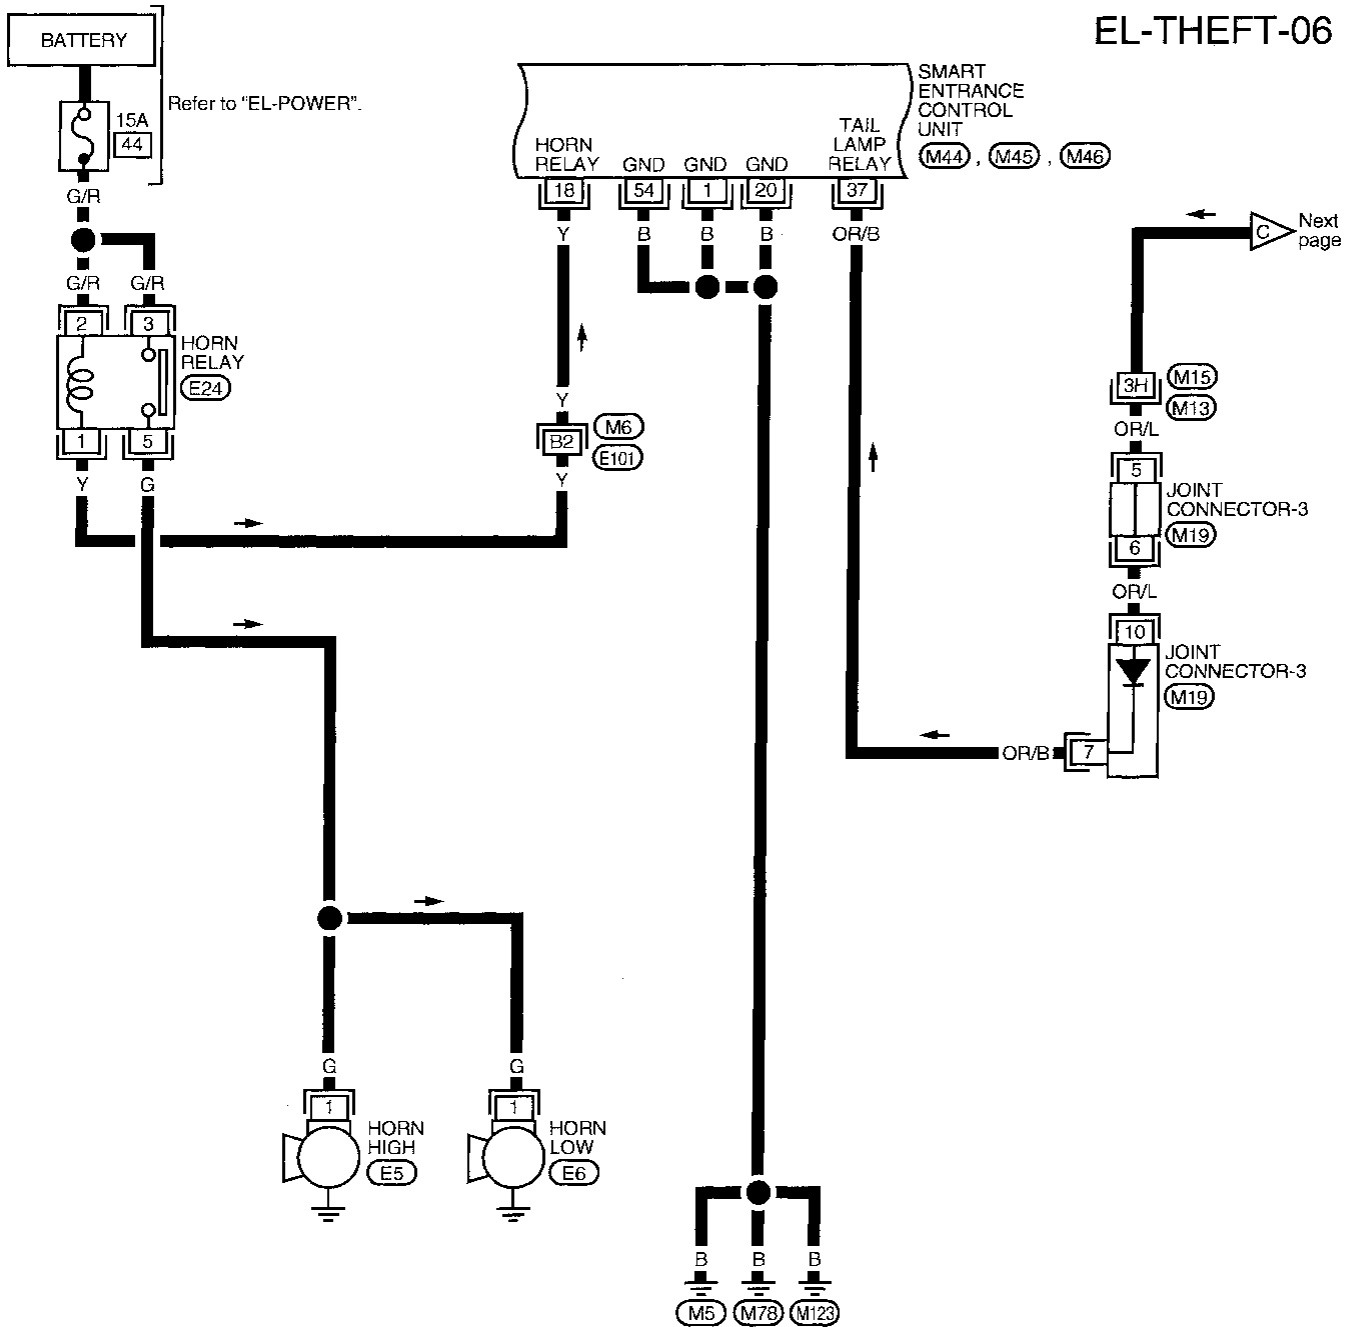 EL-THEFT-06
BATTERY
Refer to "EL-POWER".
15A
44
G/R
G/R
G/R
2
3
HORN
RELAY
E24
1
5
Y
G
SMART
ENTRANCE
CONTROL
UNIT
M44 , M45 , M46
HORN
RELAY
GND
GND
GND
TAIL
LAMP
RELAY
18
54
1
20
37
Y
B
B
B
OR/B
Y
B2
M6
E101
Y
C
Next
page
3H
M15
M13
OR/L
5
JOINT
CONNECTOR-3
M19
6
OR/L
10
JOINT
CONNECTOR-3
M19
OR/B
7
G
G
1
1
HORN
HIGH
E5
HORN
LOW
E6
B
B
B
M5
M78
M123